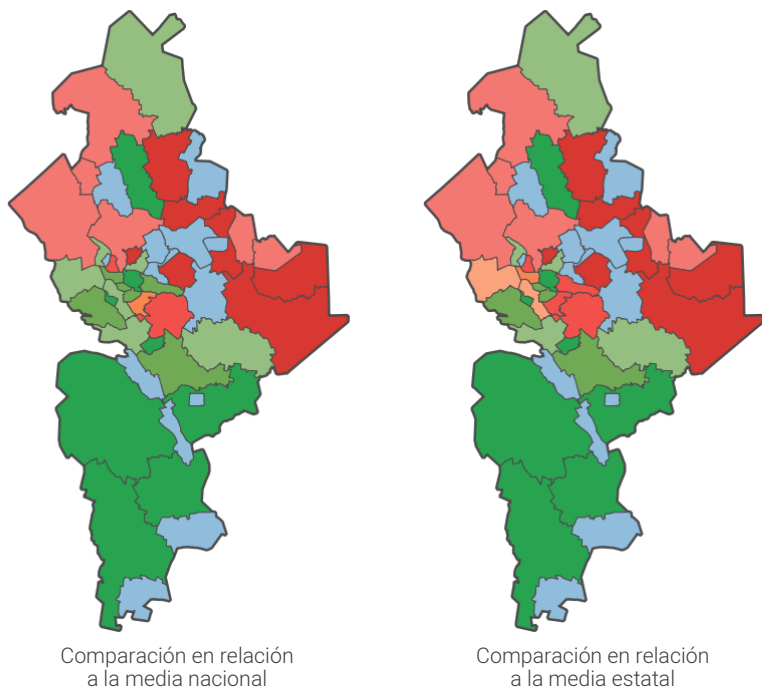 Comparación en relación
a la media nacional
Comparación en relación
a la media estatal